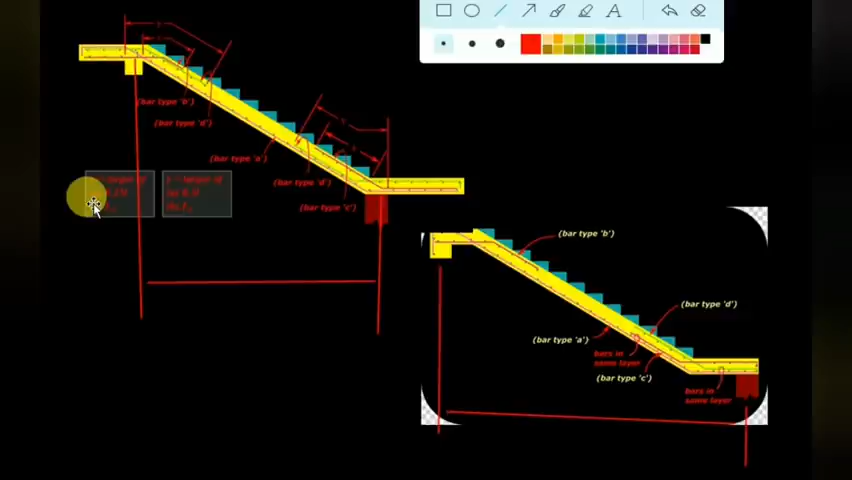 (bar type 'b')
(bar type 'd')
(bar type 'a')
(bar type 'd')
(bar type 'c')
(bar type 'b')
(bar type 'd')
(bar type 'a')
bars in
same layer
(bar type 'c')
bars in
same layer
A